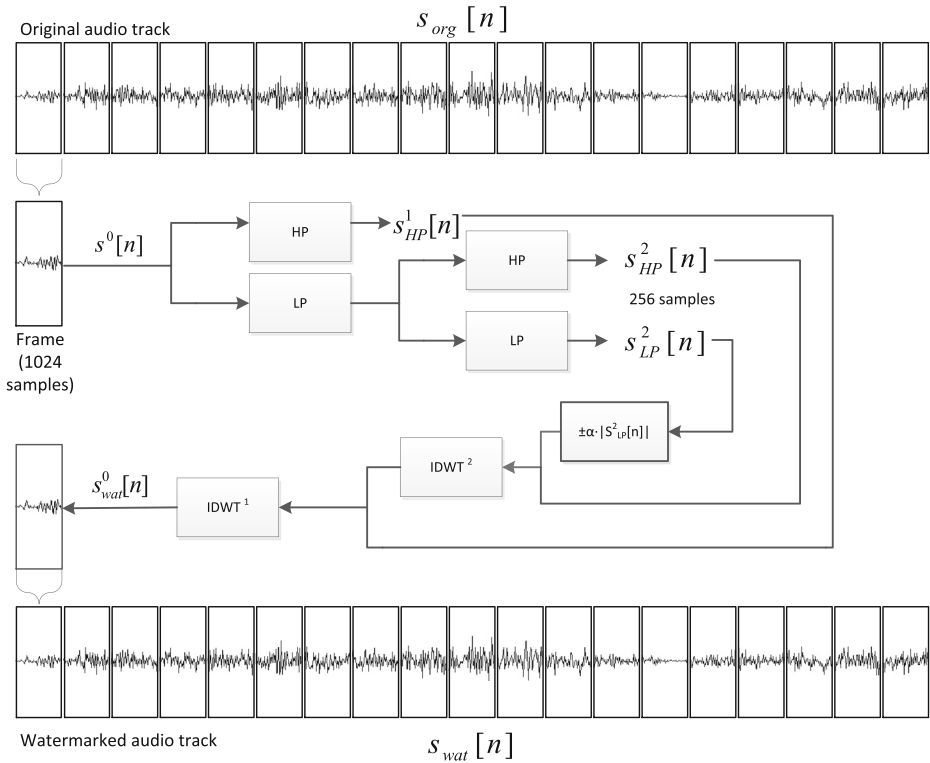 Original audio track
s_org [n]
s^0[n]
HP
s^1_HP[n]
LP
HP
s^2_HP [n]
256 samples
LP
s^2_LP [n]
Frame
(1024
samples)
±α·|S^2_LP[n]|
IDWT ^2
s^0_wat[n]
IDWT ^1
Watermarked audio track
s_wat [n]